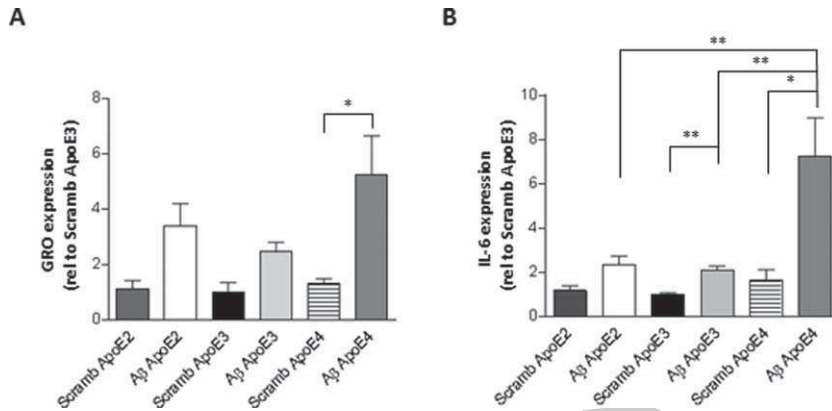 A
GRO expression
(rel to Scramb ApoE3)
8
6
4
2
0
*
Scramb ApoE2
Aβ ApoE2
Scramb ApoE3
Aβ ApoE3
Scramb ApoE4
Aβ ApoE4
B
IL-6 expression
(rel to Scramb ApoE3)
10
8
6
4
2
0
**
**
*
**
Scramb ApoE2
Aβ ApoE2
Scramb ApoE3
Aβ ApoE3
Scramb ApoE4
Aβ ApoE4